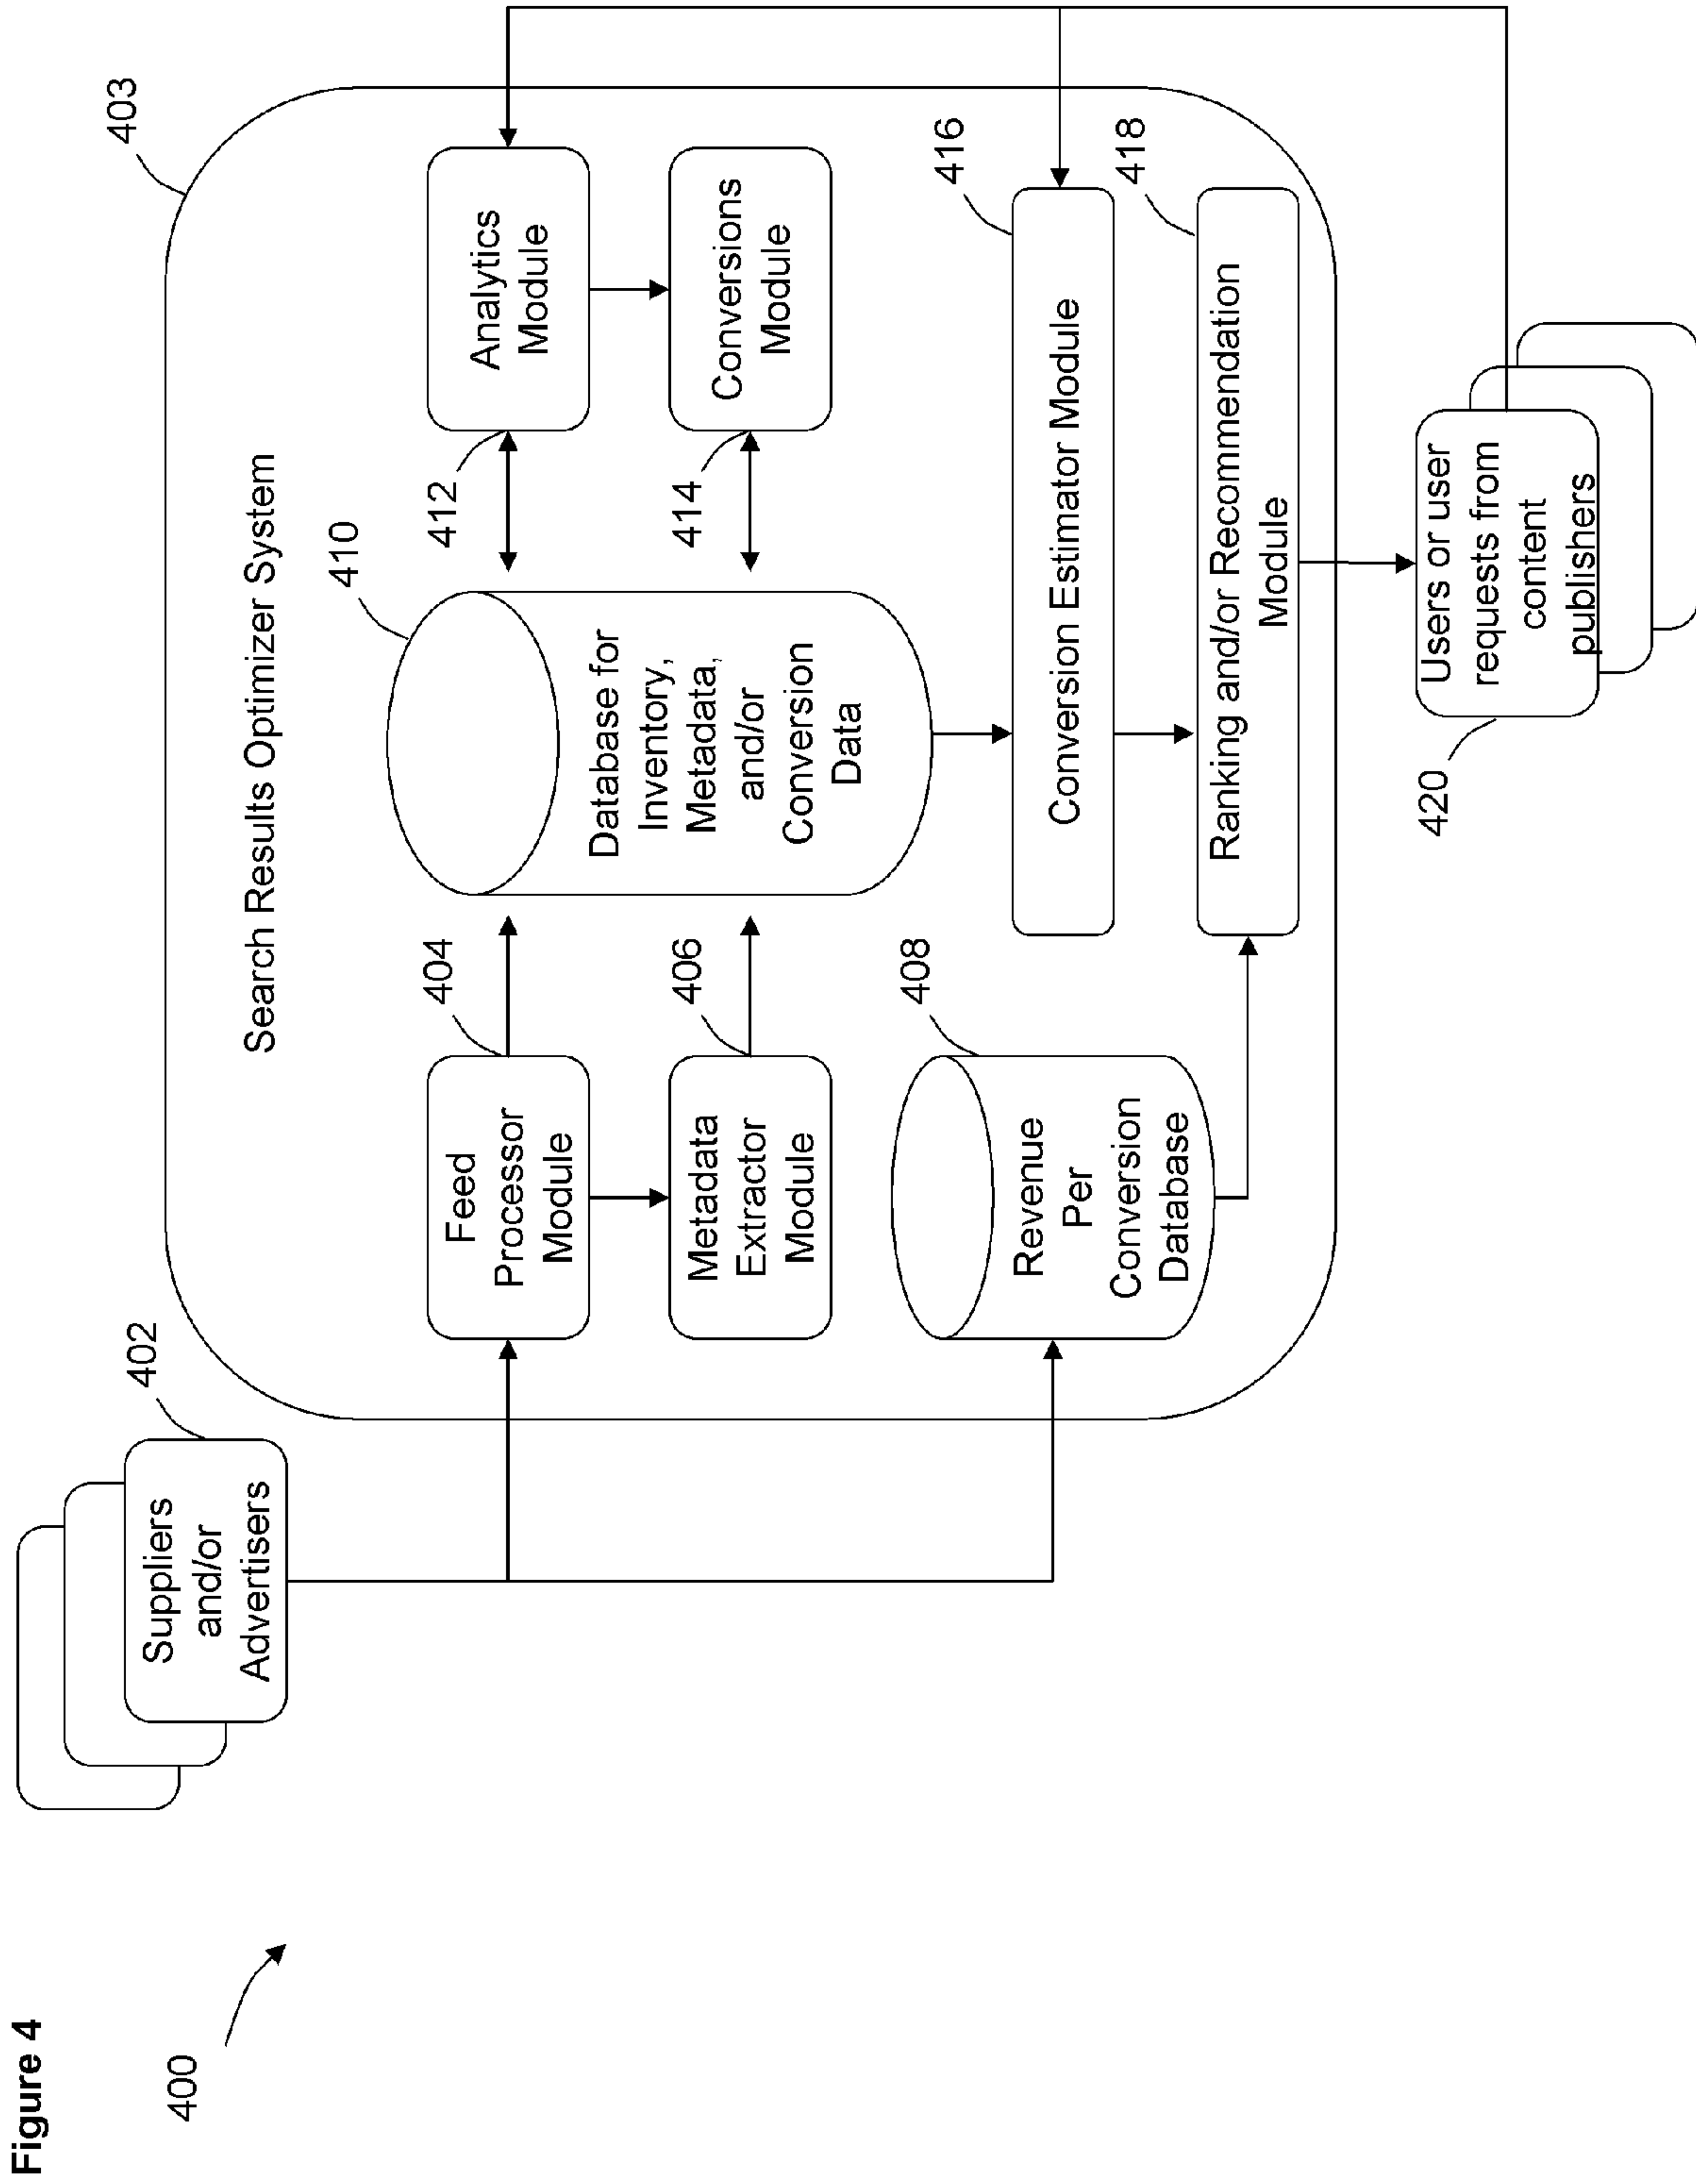 Figure 4
400
402
Suppliers
and/or
Advertisers
403
Search Results Optimizer System
404
Feed
Processor
Module
406
Metadata
Extractor
Module
408
Revenue
Per
Conversion
Database
410
Database for
Inventory,
Metadata,
and/or
Conversion
Data
412
Analytics
Module
414
Conversions
Module
416
Conversion Estimator Module
418
Ranking and/or Recommendation
Module
420
Users or user
requests from
content
publishers